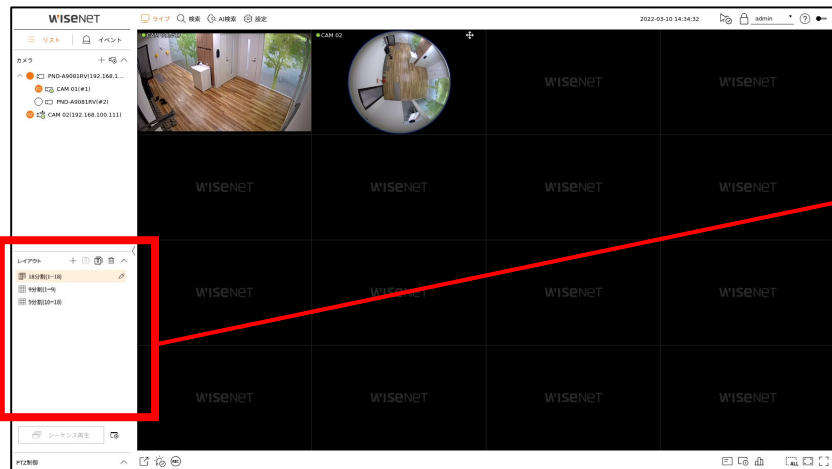 WISENET
ライブ 検索 AI検索 設定 2022-03-10 14:34:32 admin
リスト イベント
カメラ
PND-A9081RV(192.168.1...
CAM 01(#1)
PND-A9081RV(#2)
CAM 02(192.168.100.111)
CAM 02
WISENET WISENET
WISENET WISENET WISENET WISENET
レイアウト
18分割(1~18)
9分割(1~9)
9分割(10~18)
WISENET WISENET WISENET WISENET
WISENET WISENET WISENET WISENET
シーケンス再生
PTZ制御
REC ALL